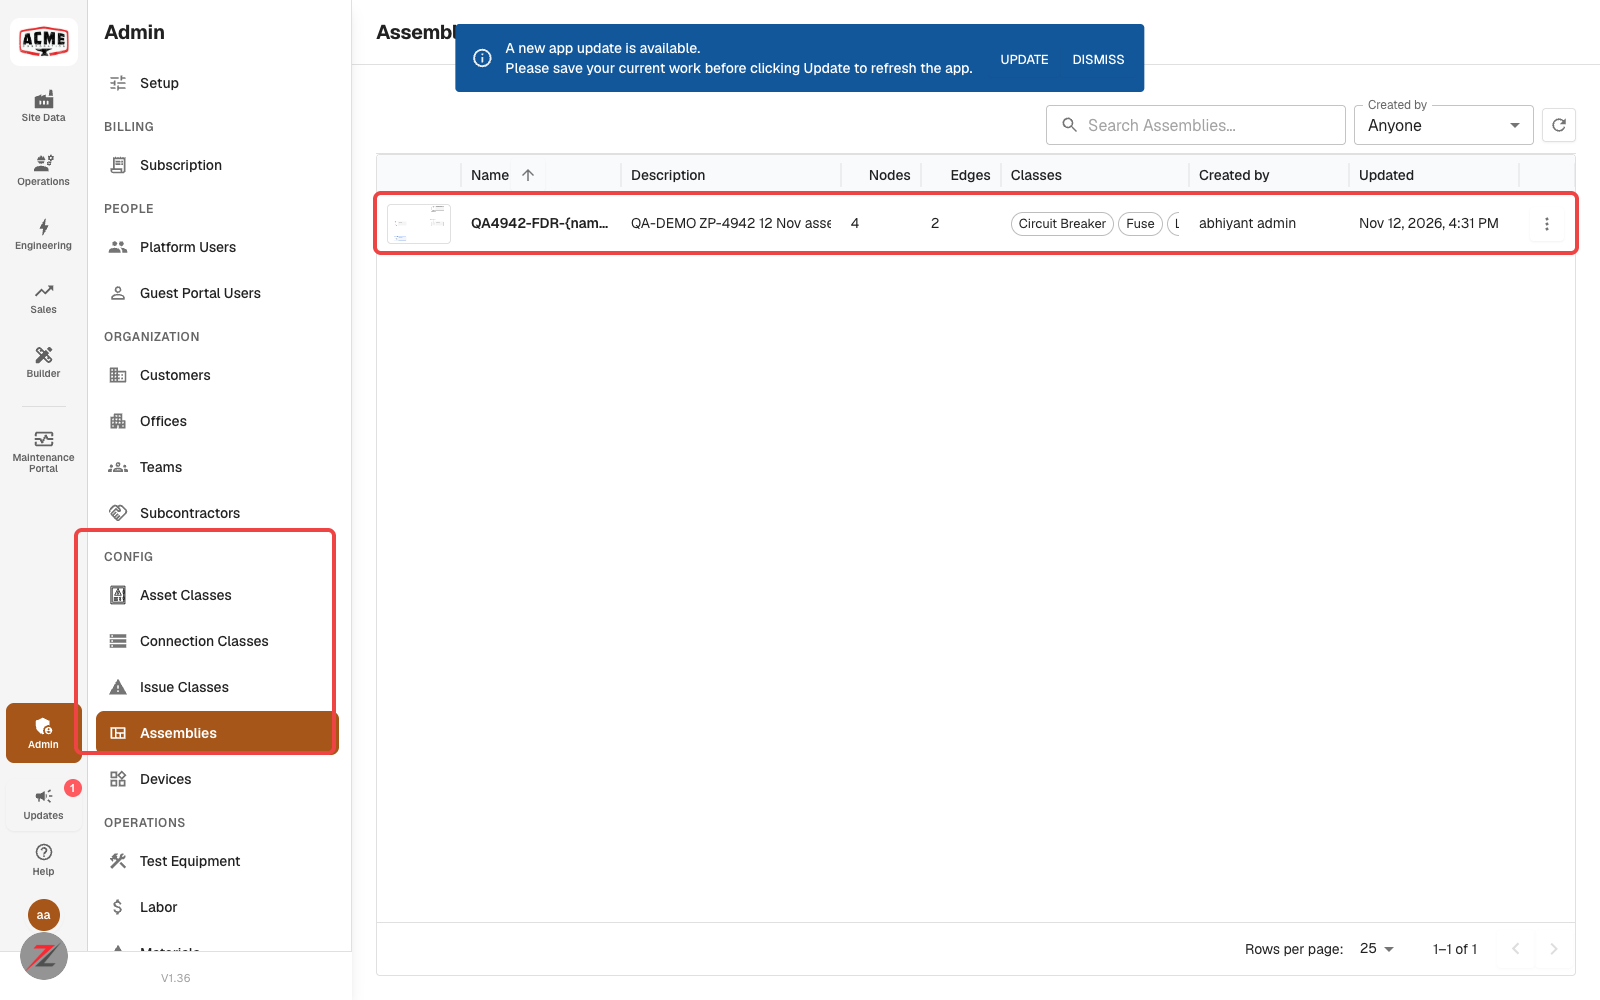 ACME
Site Data
Operations
Engineering
Sales
Builder
Maintenance
Portal
Admin
Updates
1
Help
aa
Admin
Setup
BILLING
Subscription
PEOPLE
Platform Users
Guest Portal Users
ORGANIZATION
Customers
Offices
Teams
Subcontractors
CONFIG
Asset Classes
Connection Classes
Issue Classes
Assemblies
Devices
OPERATIONS
Test Equipment
Labor
V1.36
A new app update is available.
Please save your current work before clicking Update to refresh the app.
UPDATE DISMISS
Search Assemblies...
Created by
Anyone
Name Description Nodes Edges Classes Created by Updated
QA4942-FDR-{nam... QA-DEMO ZP-4942 12 Nov asse 4 2 Circuit Breaker Fuse abhiyant admin Nov 12, 2026, 4:31 PM
Rows per page: 25 1–1 of 1